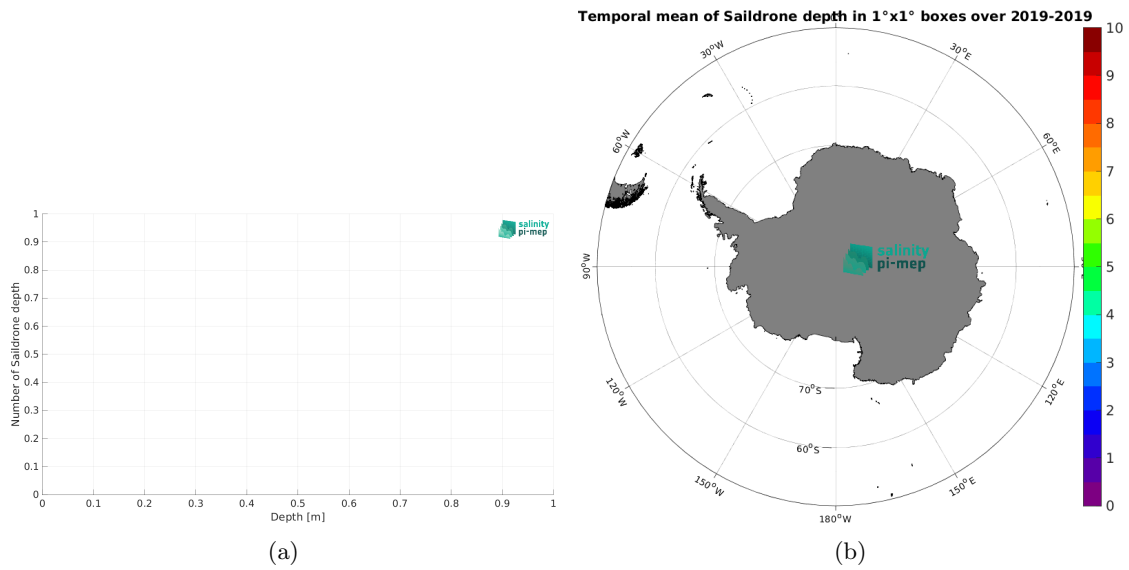 1
0.9
0.8
0.7
0.6
0.5
0.4
0.3
0.2
0.1
0
Number of Saildrone depth
0
0.1
0.2
0.3
0.4
0.5
0.6
0.7
0.8
0.9
1
Depth [m]
salinity
pi-mep
(a)
Temporal mean of Saildrone depth in 1°x1° boxes over 2019-2019
30°W
30°E
60°W
60°E
90°W
120°W
120°E
150°W
150°E
180°W
70°S
60°S
salinity
pi-mep
10
9
8
7
6
5
4
3
2
1
0
(b)